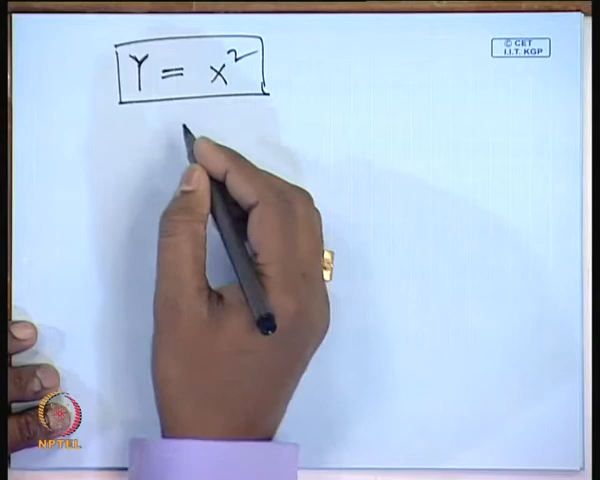 Y = x²
© CET
I.I.T. KGP
NPTEL